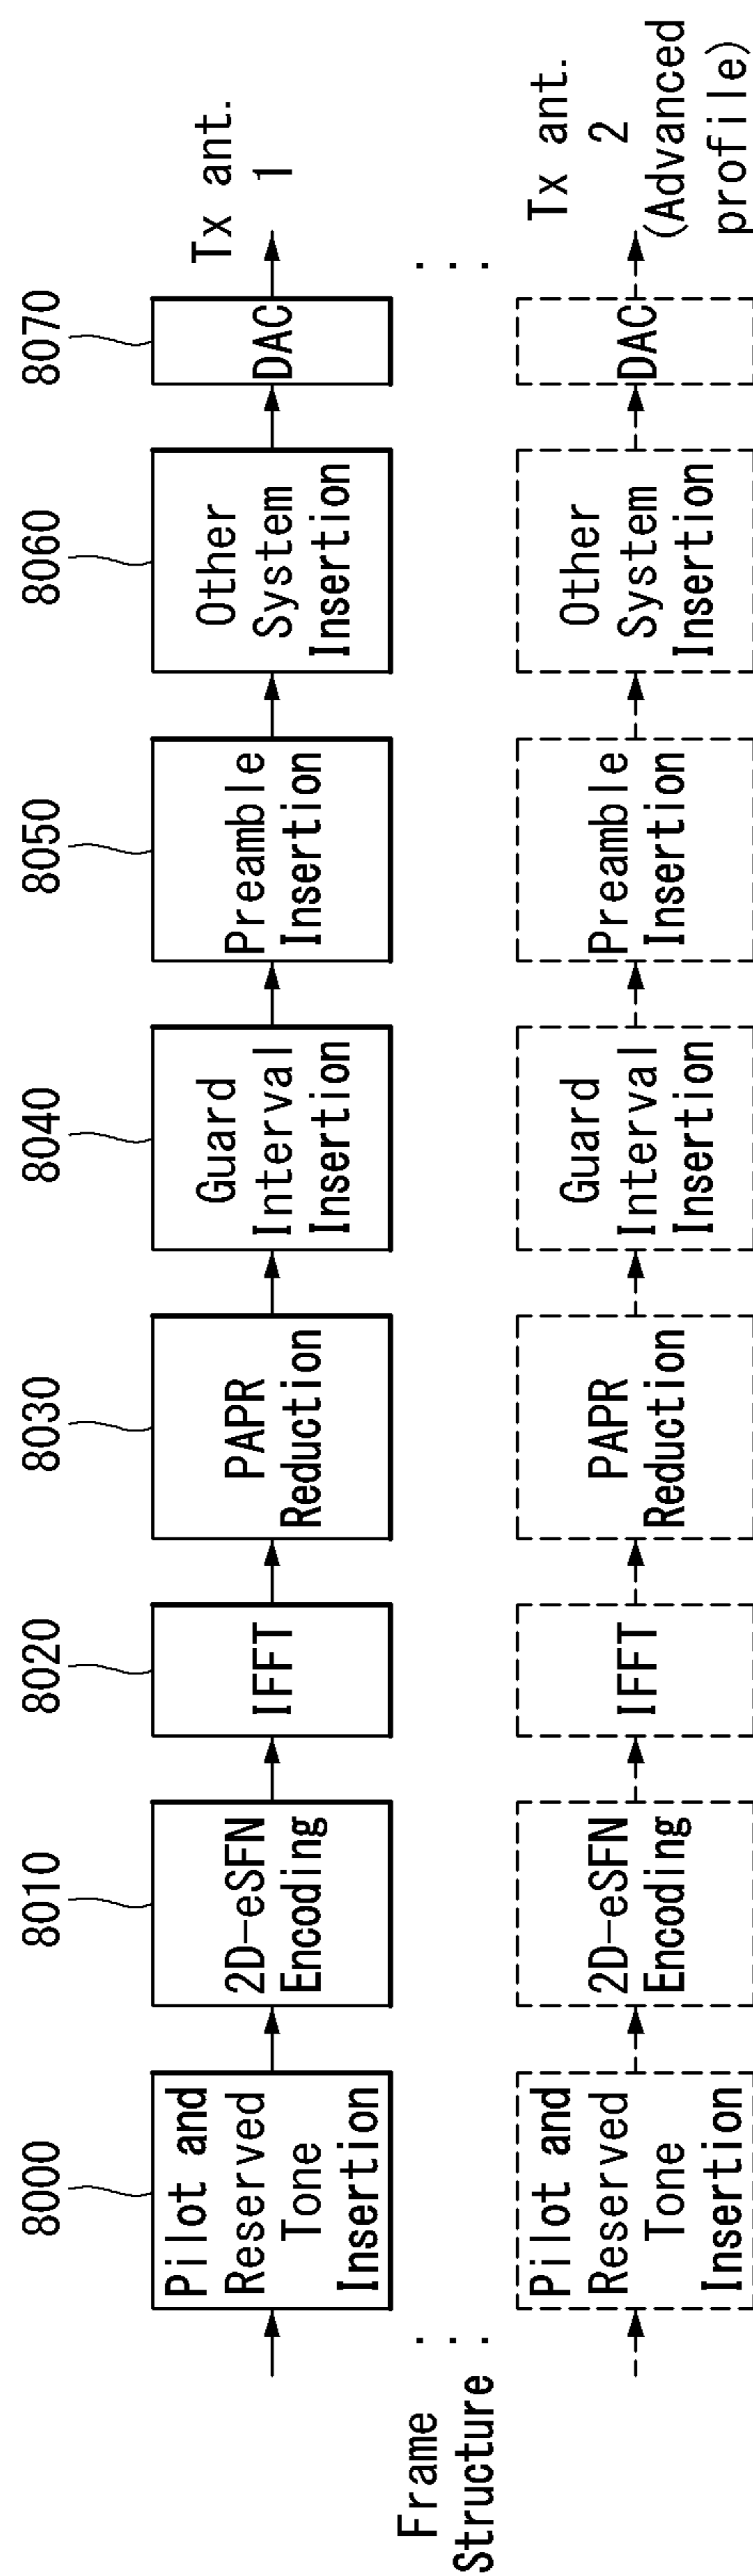 8000
8010
8020
8030
8040
8050
8060
8070
Pilot and
Reserved
Tone
Insertion
2D-eSFN
Encoding
IFFT
PAPR
Reduction
Guard
Interval
Insertion
Preamble
Insertion
Other
System
Insertion
DAC
Tx ant.
1
Frame
Structure
Pilot and
Reserved
Tone
Insertion
2D-eSFN
Encoding
IFFT
PAPR
Reduction
Guard
Interval
Insertion
Preamble
Insertion
Other
System
Insertion
DAC
Tx ant.
2
(Advanced
profile)